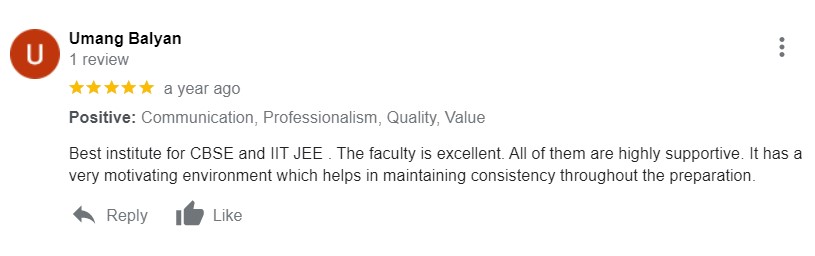 U
Umang Balyan
1 review
a year ago
Positive: Communication, Professionalism, Quality, Value
Best institute for CBSE and IIT JEE . The faculty is excellent. All of them are highly supportive. It has a
very motivating environment which helps in maintaining consistency throughout the preparation.
Reply Like